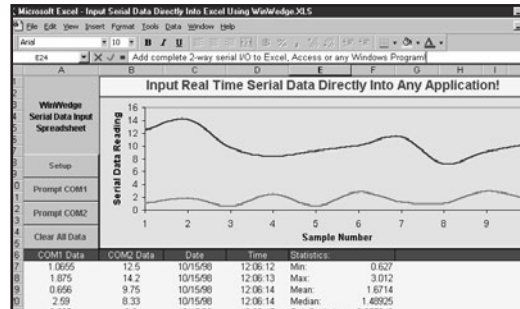 Microsoft Excel - Input Serial Data Directly Into Excel Using WinWedge.XLS
File Edit View Insert Format Tools Data Window Help
Arial 10 B I U
E24 = Add complete 2-way serial I/O to Excel, Access or any Windows Program!
A B C D E F G H I
Input Real Time Serial Data Directly Into Any Application!
WinWedge
Serial Data Input
Spreadsheet
Setup
Prompt COM1
Prompt COM2
Clear All Data
Serial Data Reading
16
14
12
10
8
6
4
2
0
1 2 3 4 5 6 7 8 9
Sample Number
COM1 Data COM2 Data Date Time Statistics:
1.0655 12.5 10/15/98 12:06:12 Min: 0.627
1.875 14.2 10/15/98 12:06:13 Max: 3.012
0.656 9.75 10/15/98 12:06:14 Mean: 1.6714
2.59 8.33 10/15/98 12:06:14 Median: 1.48925